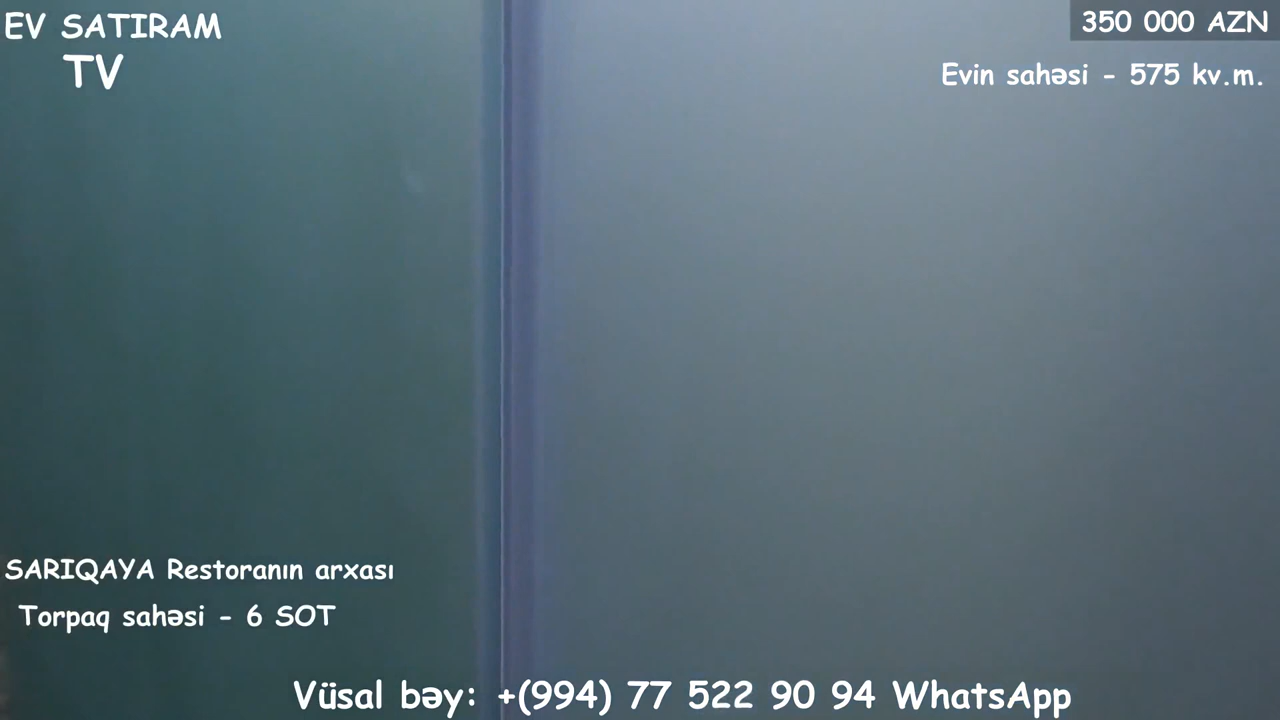 EV SATIRAM
TV
350 000 AZN
Evin sahəsi - 575 kv.m.
SARIQAYA Restoranın arxası
Torpaq sahəsi - 6 SOT
Vüsal bəy: +(994) 77 522 90 94 WhatsApp